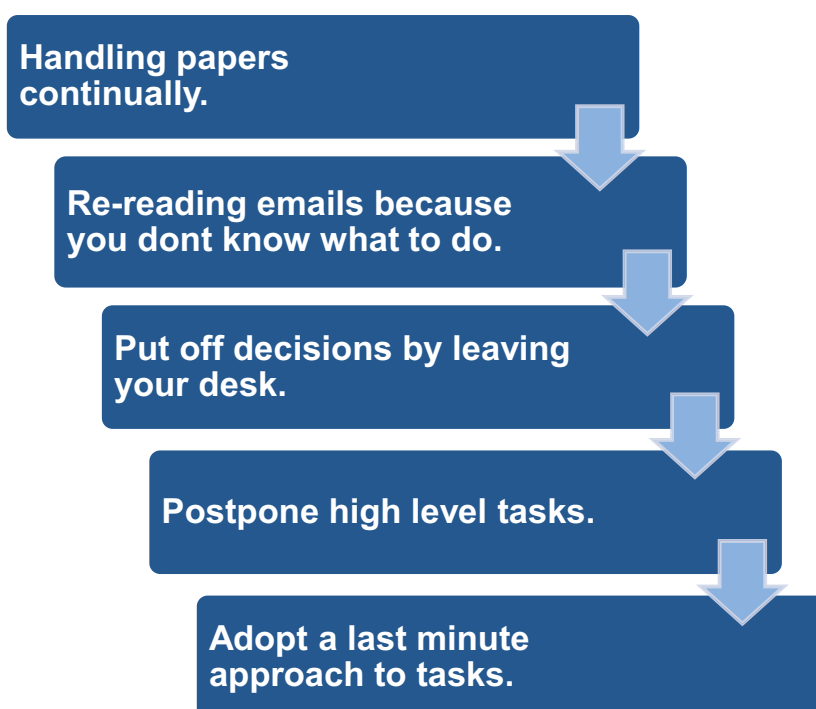 Handling papers
continually.
Re-reading emails because
you dont know what to do.
Put off decisions by leaving
your desk.
Postpone high level tasks.
Adopt a last minute
approach to tasks.